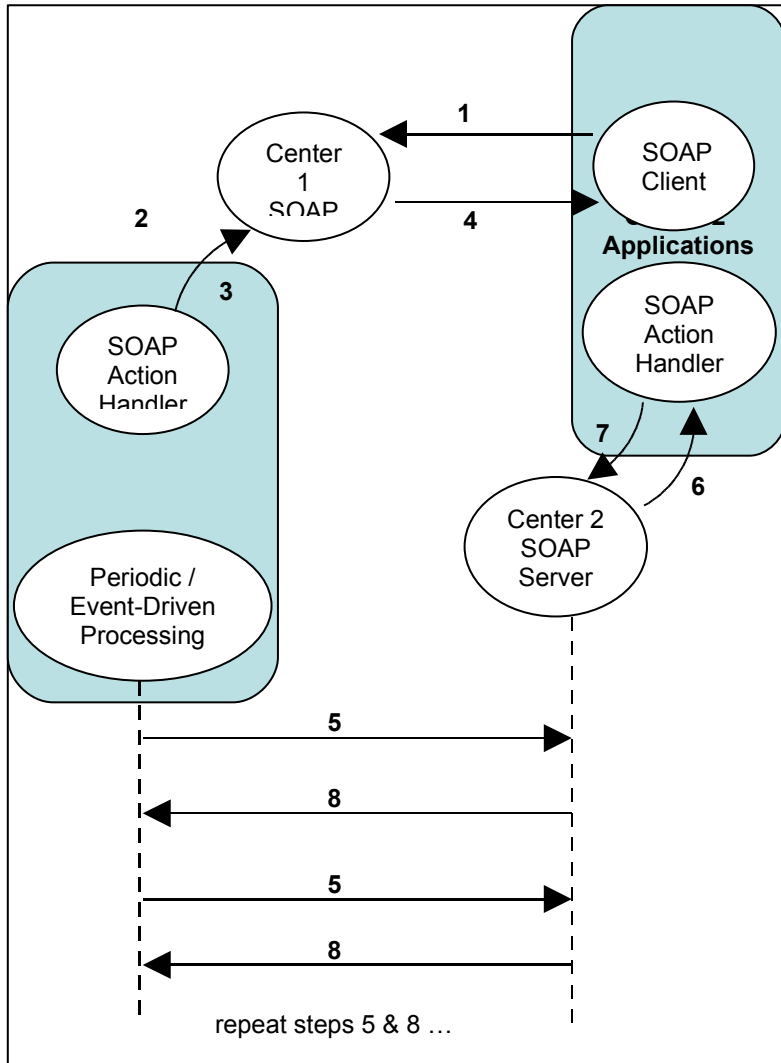 1
Center
1
SOAP
SOAP
Client
2
4
Applications
3
SOAP
Action
Handler
SOAP
Action
Handler
7
6
Center 2
SOAP
Server
Periodic /
Event-Driven
Processing
5
8
5
8
repeat steps 5 & 8 …